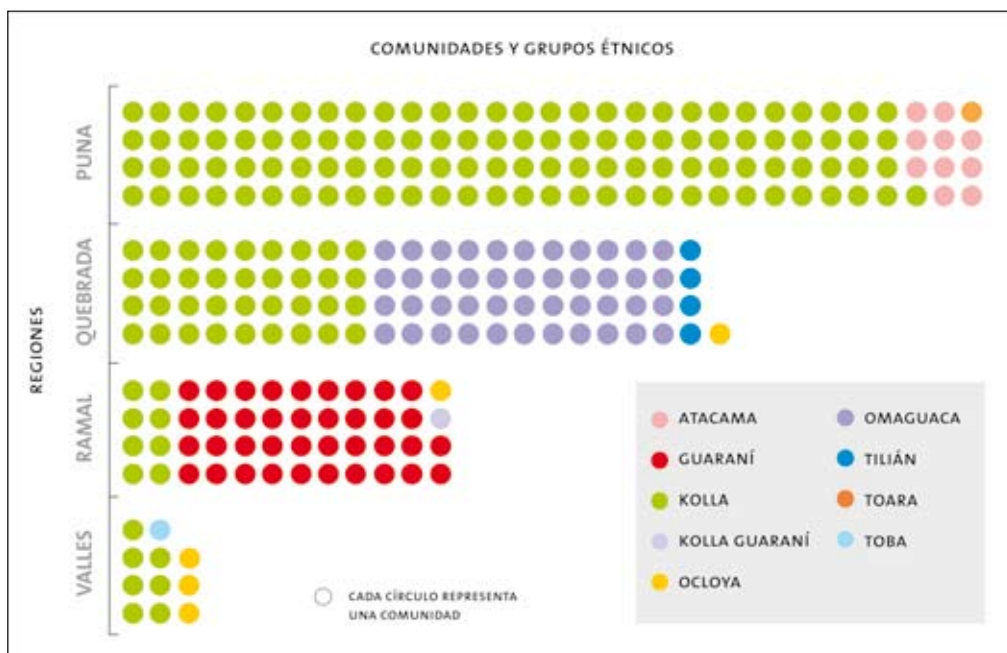 COMUNIDADES Y GRUPOS ÉTNICOS
REGIONES
PUNA
QUEBRADA
RAMAL
VALLES
CADA CÍRCULO REPRESENTA
UNA COMUNIDAD
ATACAMA
GUARANÍ
KOLLA
KOLLA GUARANÍ
OCLOYA
OMAGUACA
TILIÁN
TOARA
TOBA